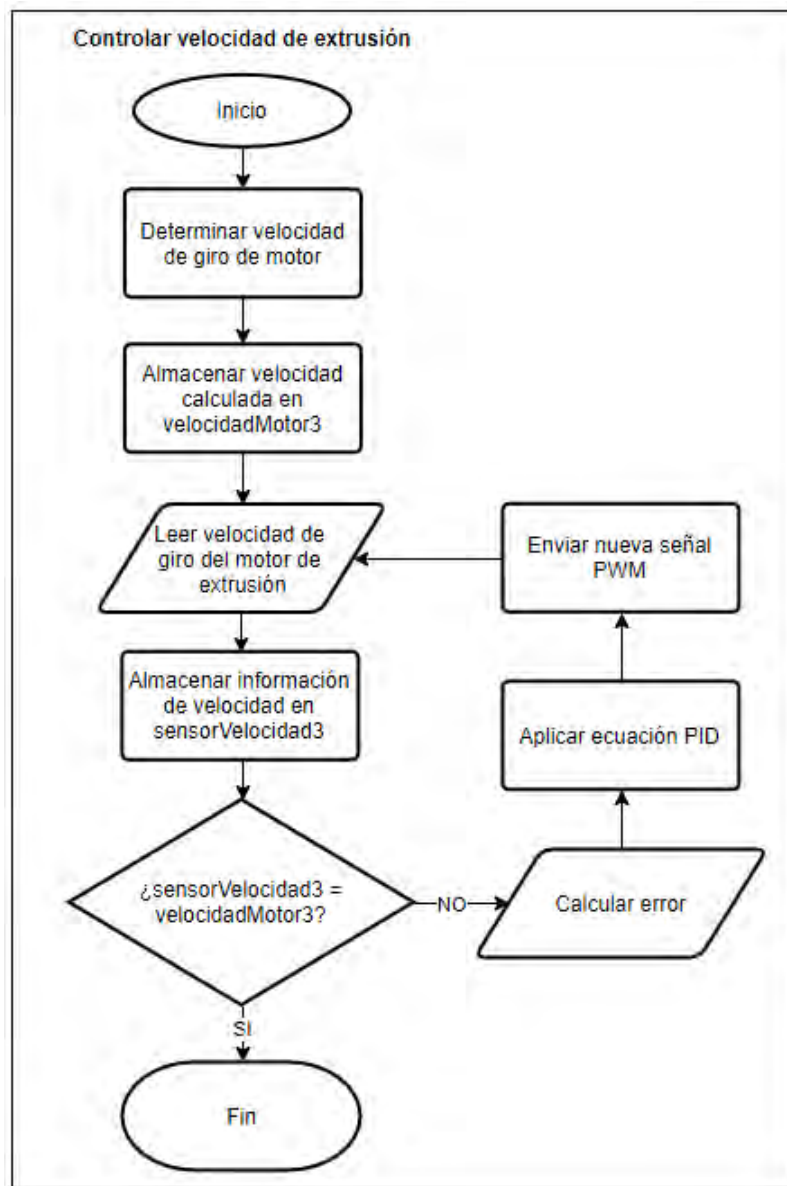 Controlar velocidad de extrusión
Inicio
Determinar velocidad
de giro de motor
Almacenar velocidad
calculada en
velocidadMotor3
Leer velocidad de
giro del motor de
extrusión
Almacenar información
de velocidad en
sensorVelocidad3
¿sensorVelocidad3 =
velocidadMotor3?
NO
Calcular error
Aplicar ecuación PID
Enviar nueva señal
PWM
SI
Fin